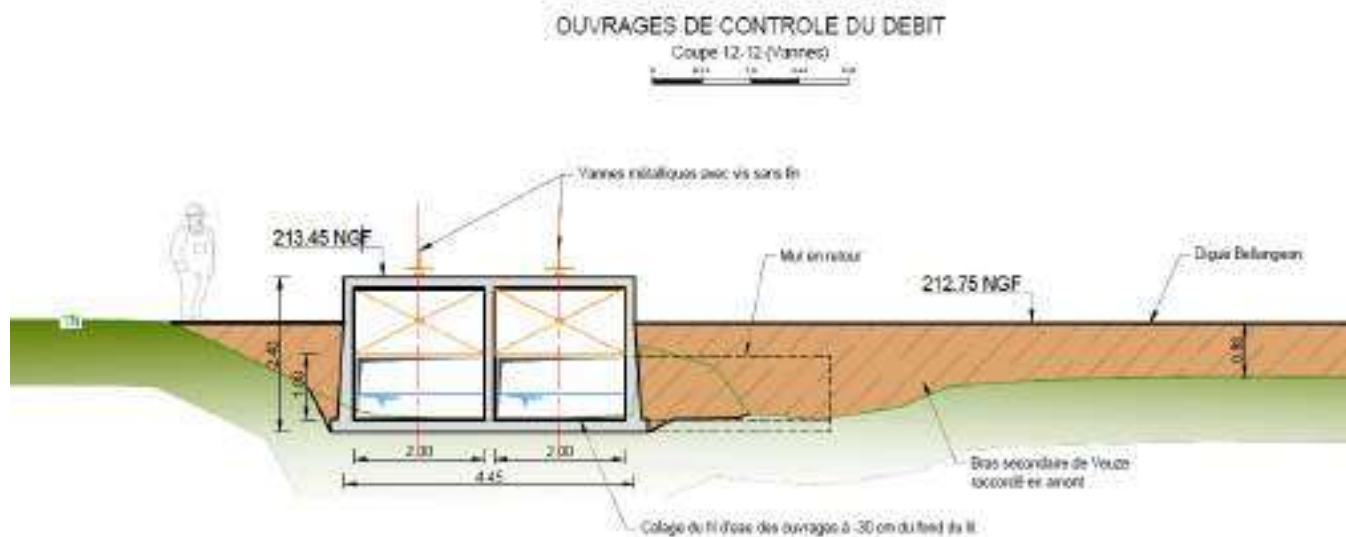 OUVRAGES DE CONTROLE DU DEBIT
Coupe 12-12 (Vannes)
Vannes métalliques avec vis sans fin
213.45 NGF
Mur en retour
Digue Bellangean
212.75 NGF
2.40
1.00
0.80
2.00
2.00
4.45
Bras secondaire de Veuze
raccordé en amont
Calage du fil d'eau des ouvrages à -30 cm du fond du lit